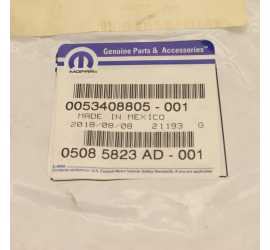 Genuine Parts & Accessories
MOPAR
0053408805 - 001
MADE IN MEXICO
2018/08/08 21193 G
0508 5823 AD - 001